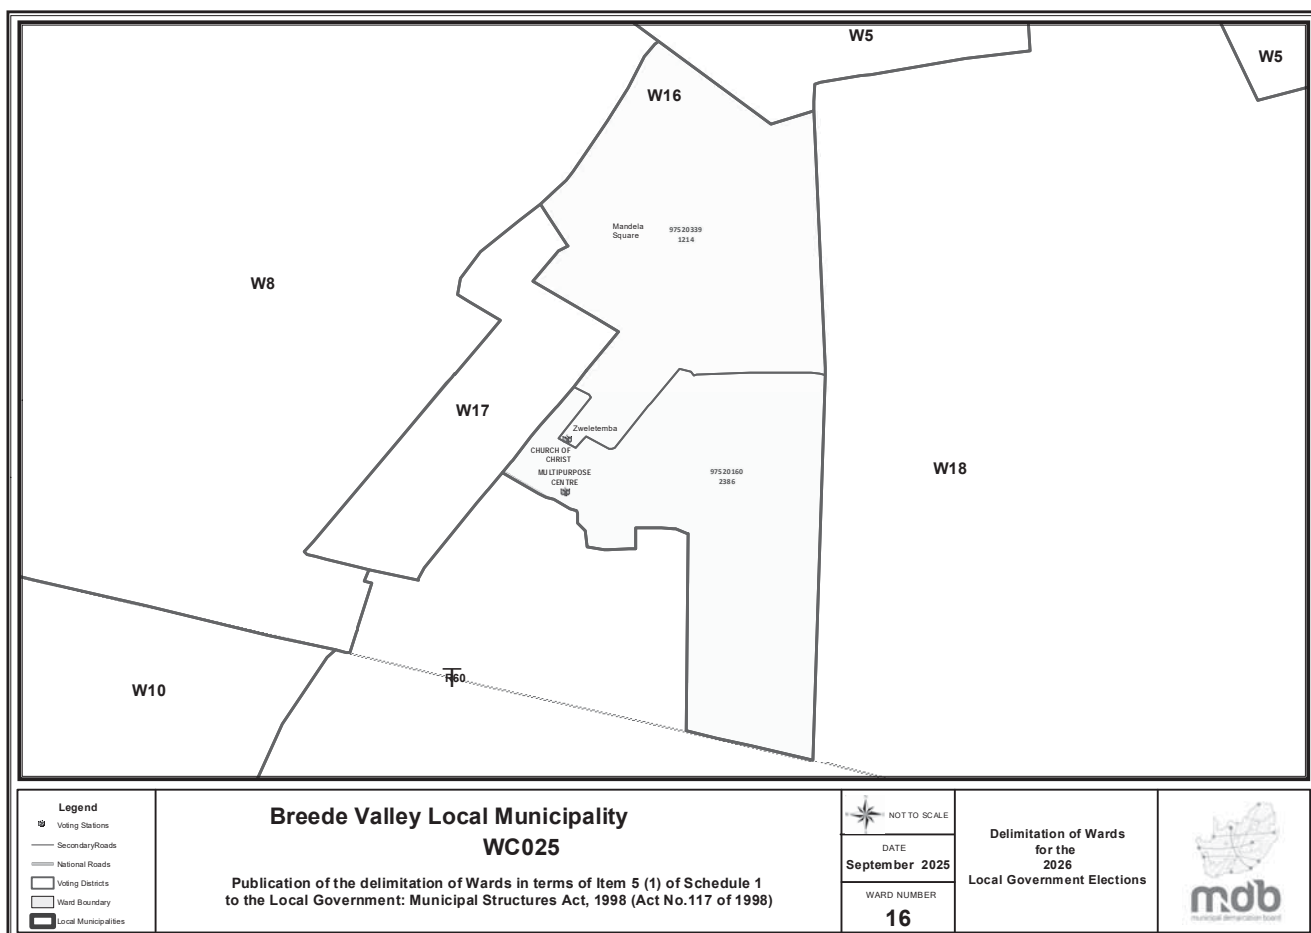 W5
W5
W16
Mandela
Square
97520339
1214
W8
W17
Zweletemba
CHURCH OF
CHRIST
MULTIPURPOSE
CENTRE
97520160
2386
W18
R60
W10
Legend
Voting Stations
SecondaryRoads
National Roads
Voting Districts
Ward Boundary
Local Municipalities
Breede Valley Local Municipality
WC025
Publication of the delimitation of Wards in terms of Item 5 (1) of Schedule 1
to the Local Government: Municipal Structures Act, 1998 (Act No.117 of 1998)
NOT TO SCALE
DATE
September 2025
WARD NUMBER
16
Delimitation of Wards
for the
2026
Local Government Elections
mdb
municipal demarcation board